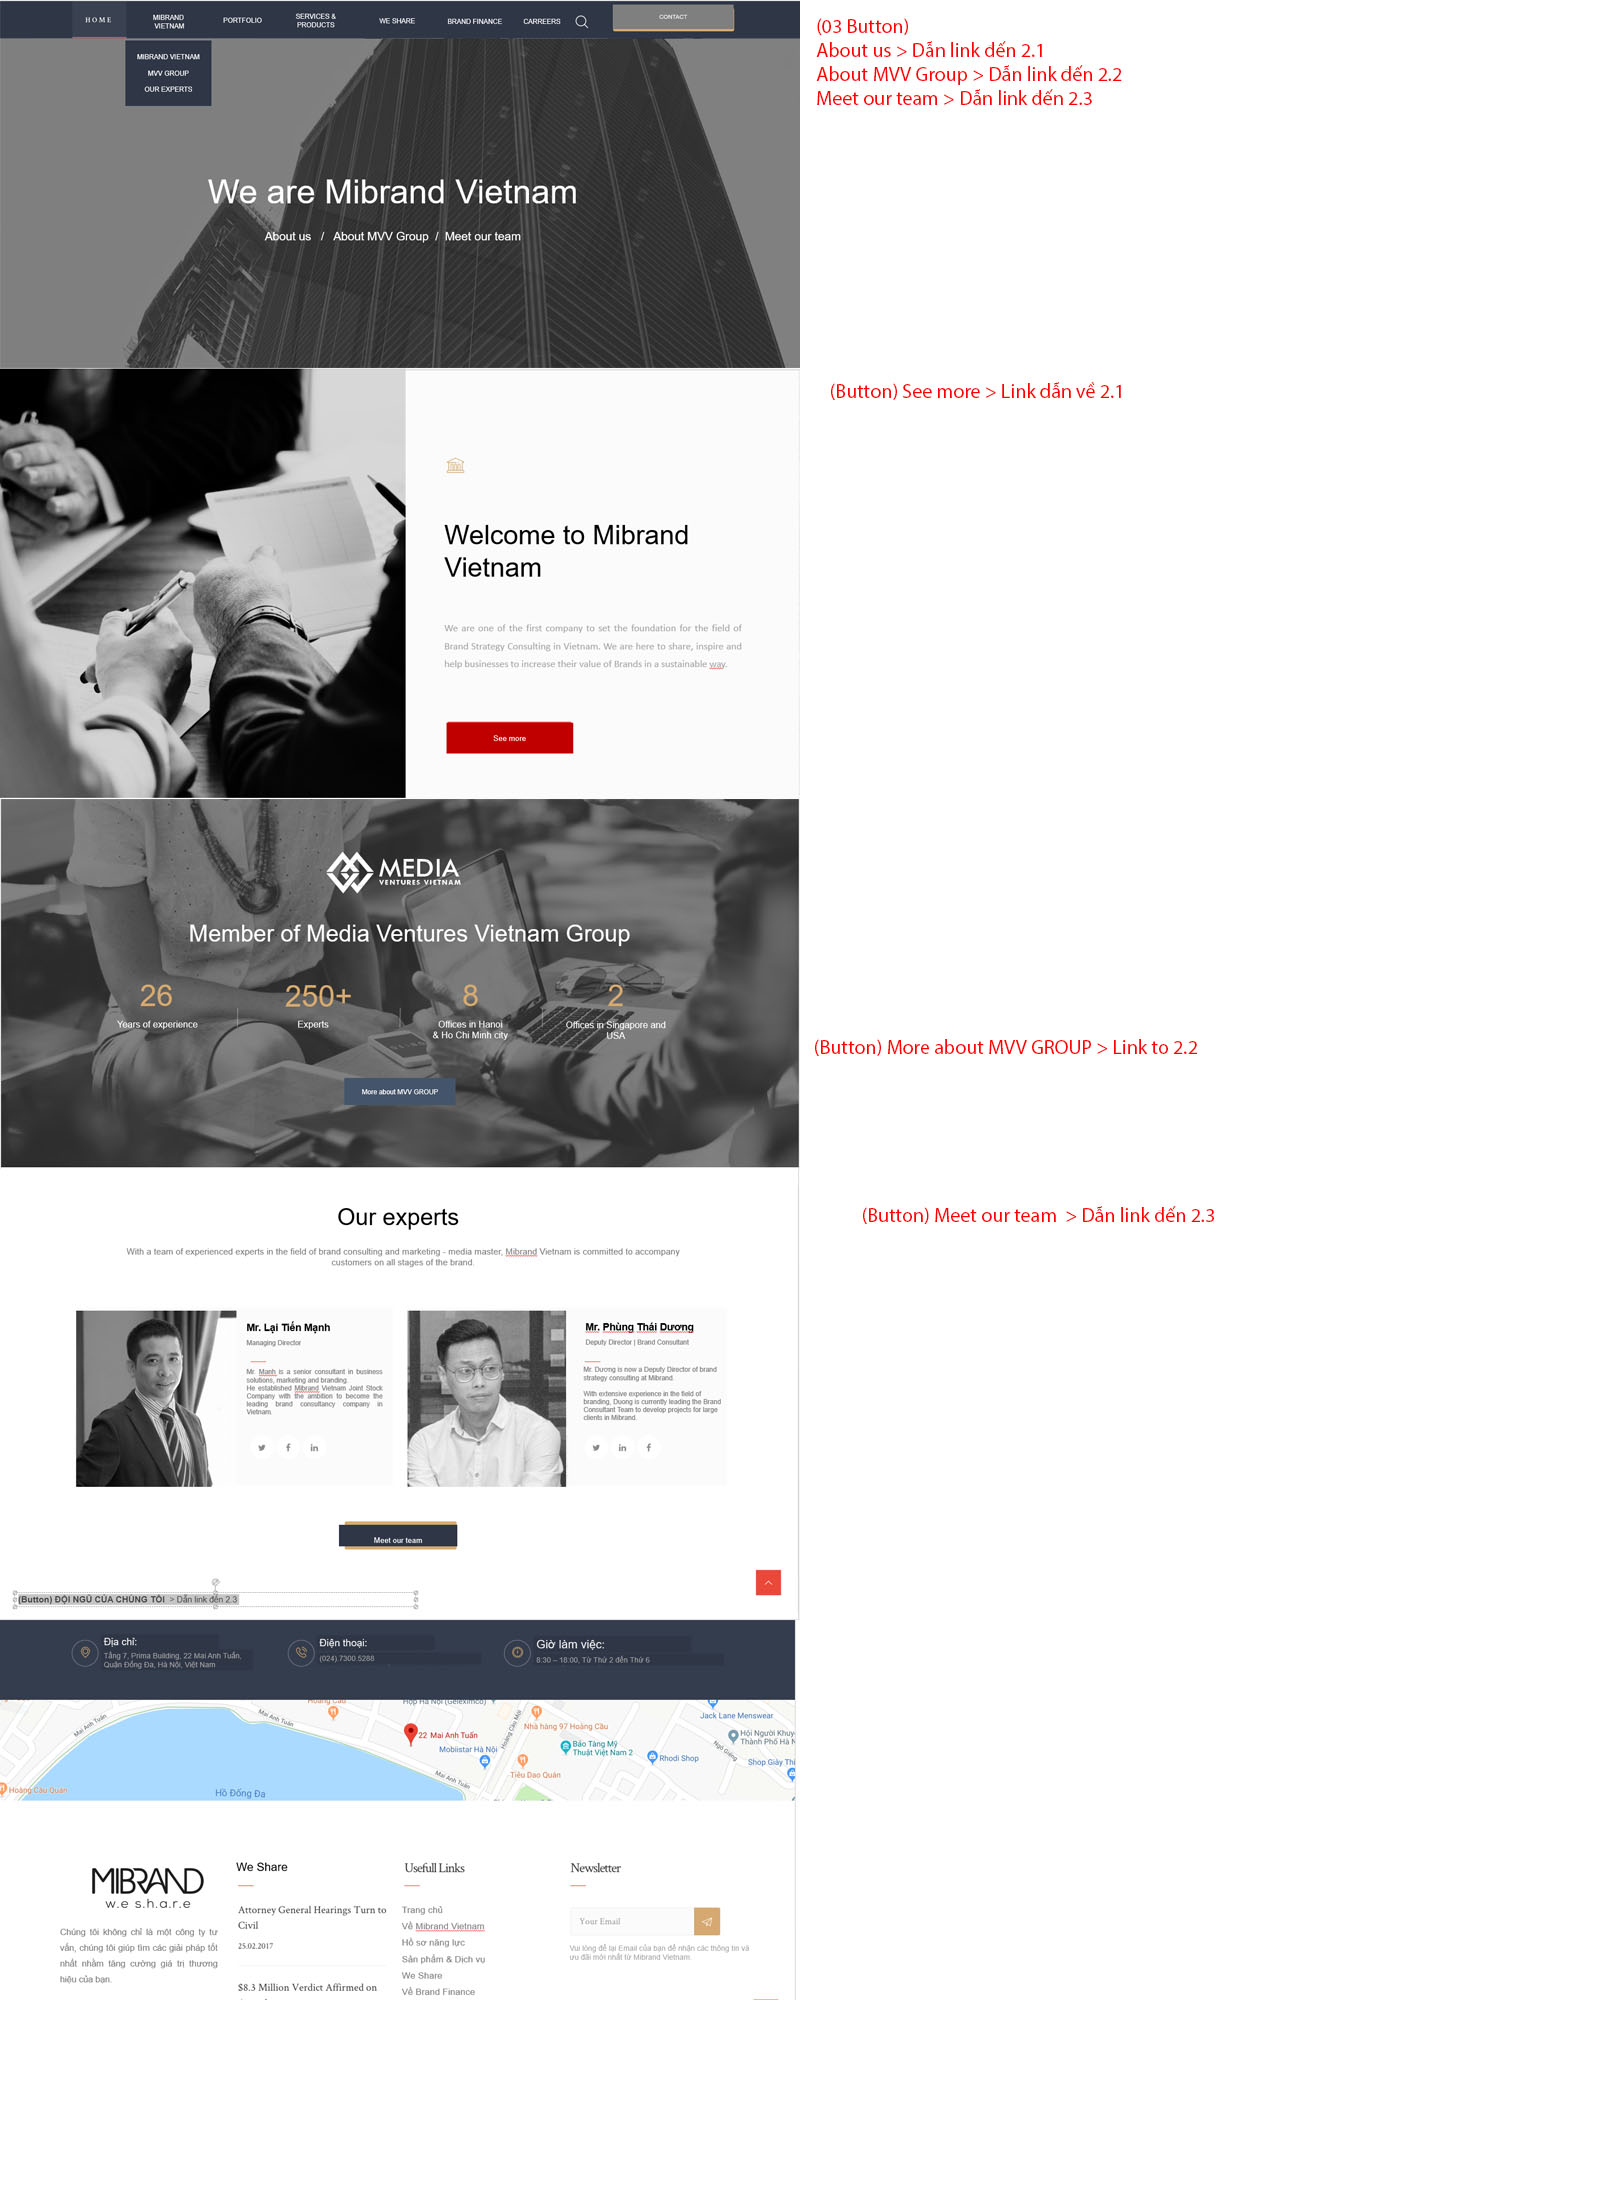 HOME
MIBRAND
VIETNAM
PORTFOLIO
SERVICES &
PRODUCTS
WE SHARE
BRAND FINANCE
CARREERS
CONTACT
MIBRAND VIETNAM
MVV GROUP
OUR EXPERTS
(03 Button)
About us > Dẫn link dến 2.1
About MVV Group > Dẫn link dến 2.2
Meet our team > Dẫn link dến 2.3
We are Mibrand Vietnam
About us / About MVV Group / Meet our team
(Button) See more > Link dẫn về 2.1
Welcome to Mibrand
Vietnam
We are one of the first company to set the foundation for the field of
Brand Strategy Consulting in Vietnam. We are here to share, inspire and
help businesses to increase their value of Brands in a sustainable way.
See more
MEDIA
VENTURES VIETNAM
Member of Media Ventures Vietnam Group
26
Years of experience
250+
Experts
8
Offices in Hanoi
& Ho Chi Minh city
2
Offices in Singapore and
USA
More about MVV GROUP
(Button) More about MVV GROUP > Link to 2.2
Our experts
(Button) Meet our team > Dẫn link dến 2.3
With a team of experienced experts in the field of brand consulting and marketing - media master, Mibrand Vietnam is committed to accompany
customers on all stages of the brand.
Mr. Lại Tiến Mạnh
Managing Director
Mr. Manh is a senior consultant in business
solutions, marketing and branding.
He established Mibrand Vietnam Joint Stock
Company with the ambition to become the
leading brand consultancy company in
Vietnam.
Mr. Phùng Thái Dương
Deputy Director | Brand Consultant
Mr. Dương is now a Deputy Director of brand
strategy consulting at Mibrand.
With extensive experience in the field of
branding, Duong is currently leading the Brand
Consultant Team to develop projects for large
clients in Mibrand.
Meet our team
(Button) ĐỘI NGŨ CỦA CHÚNG TÔI > Dẫn link đến 2.3
Địa chỉ:
Tầng 7, Prima Building, 22 Mai Anh Tuấn,
Quận Đống Đa, Hà Nội, Việt Nam
Điện thoại:
(024).7300.5288
Giờ làm việc:
8:30 – 18:00, Từ Thứ 2 đến Thứ 6
Hoàng Cầu
Hợp Hà Nội (Geleximco)
Mai Anh Tuấn
Mai Anh Tuấn
22 Mai Anh Tuấn
Mobiistar Hà Nội
Mai Anh Tuấn
Hoàng Cầu Mới
Nhà hàng 97 Hoàng Cầu
Bảo Tàng Mỹ
Thuật Việt Nam 2
Tiêu Dao Quán
Rhodi Shop
Jack Lane Menswear
Hội Người Khuy
Thành Phố Hà N
Shop Giày Th
Hoàng Cầu Quán
Hồ Đống Đa
MIBRAND
w.e s.h.a.r.e
Chúng tôi không chỉ là một công ty tư
vấn, chúng tôi giúp tìm các giải pháp tốt
nhất nhằm tăng cường giá trị thương
hiệu của bạn.
We Share
Attorney General Hearings Turn to
Civil
25.02.2017
$8.3 Million Verdict Affirmed on
Usefull Links
Trang chủ
Về Mibrand Vietnam
Hồ sơ năng lực
Sản phẩm & Dịch vụ
We Share
Về Brand Finance
Newsletter
Your Email
Vui lòng để lại Email của bạn để nhận các thông tin và
ưu đãi mới nhất từ Mibrand Vietnam.